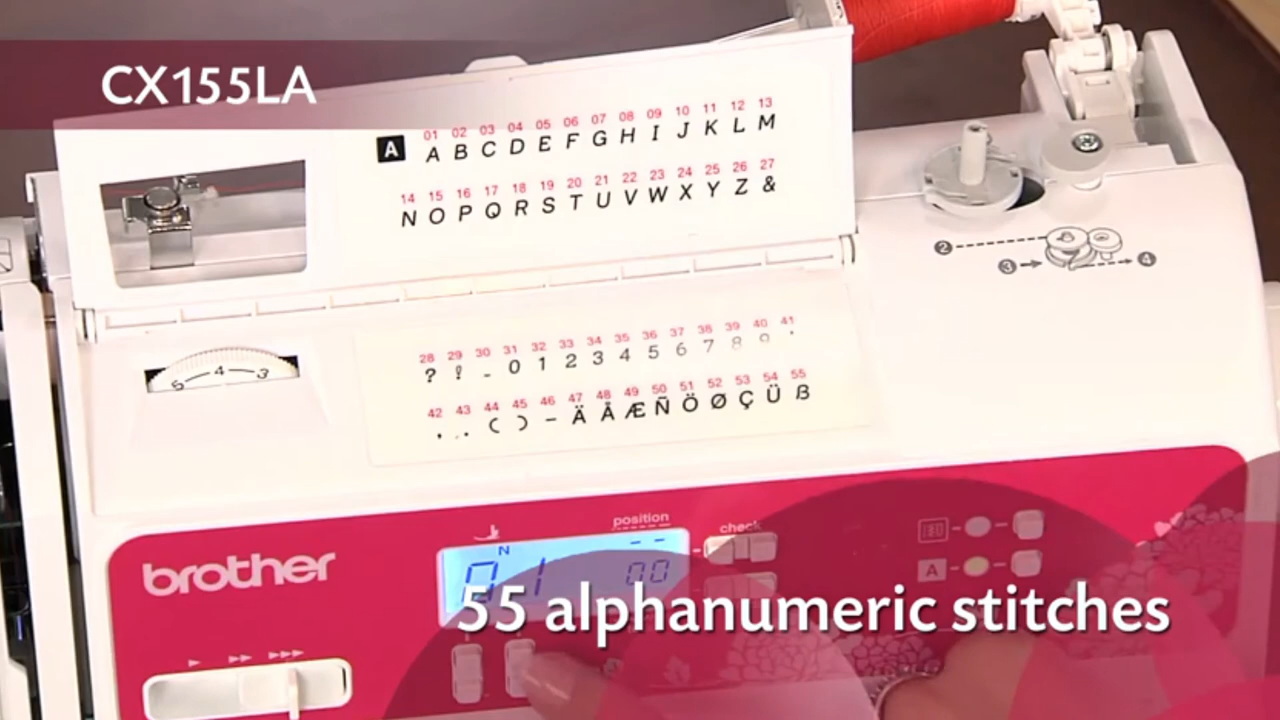 CX155LA
01 02 03 04 05 06 07 08 09 10 11 12 13
A A B C D E F G H I J K L M
14 15 16 17 18 19 20 21 22 23 24 25 26 27
N O P Q R S T U V W X Y Z &
2
3 4
5 4 3
28 29 30 31 32 33 34 35 36 37 38 39 40 41
? ! _ 0 1 2 3 4 5 6 7 8 9 '
42 43 44 45 46 47 48 49 50 51 52 53 54 55
, . ( ) - Ä Å Æ Ñ Ö Ø Ç Ü ß
position
check
brother
N
01 00
A
55 alphanumeric stitches